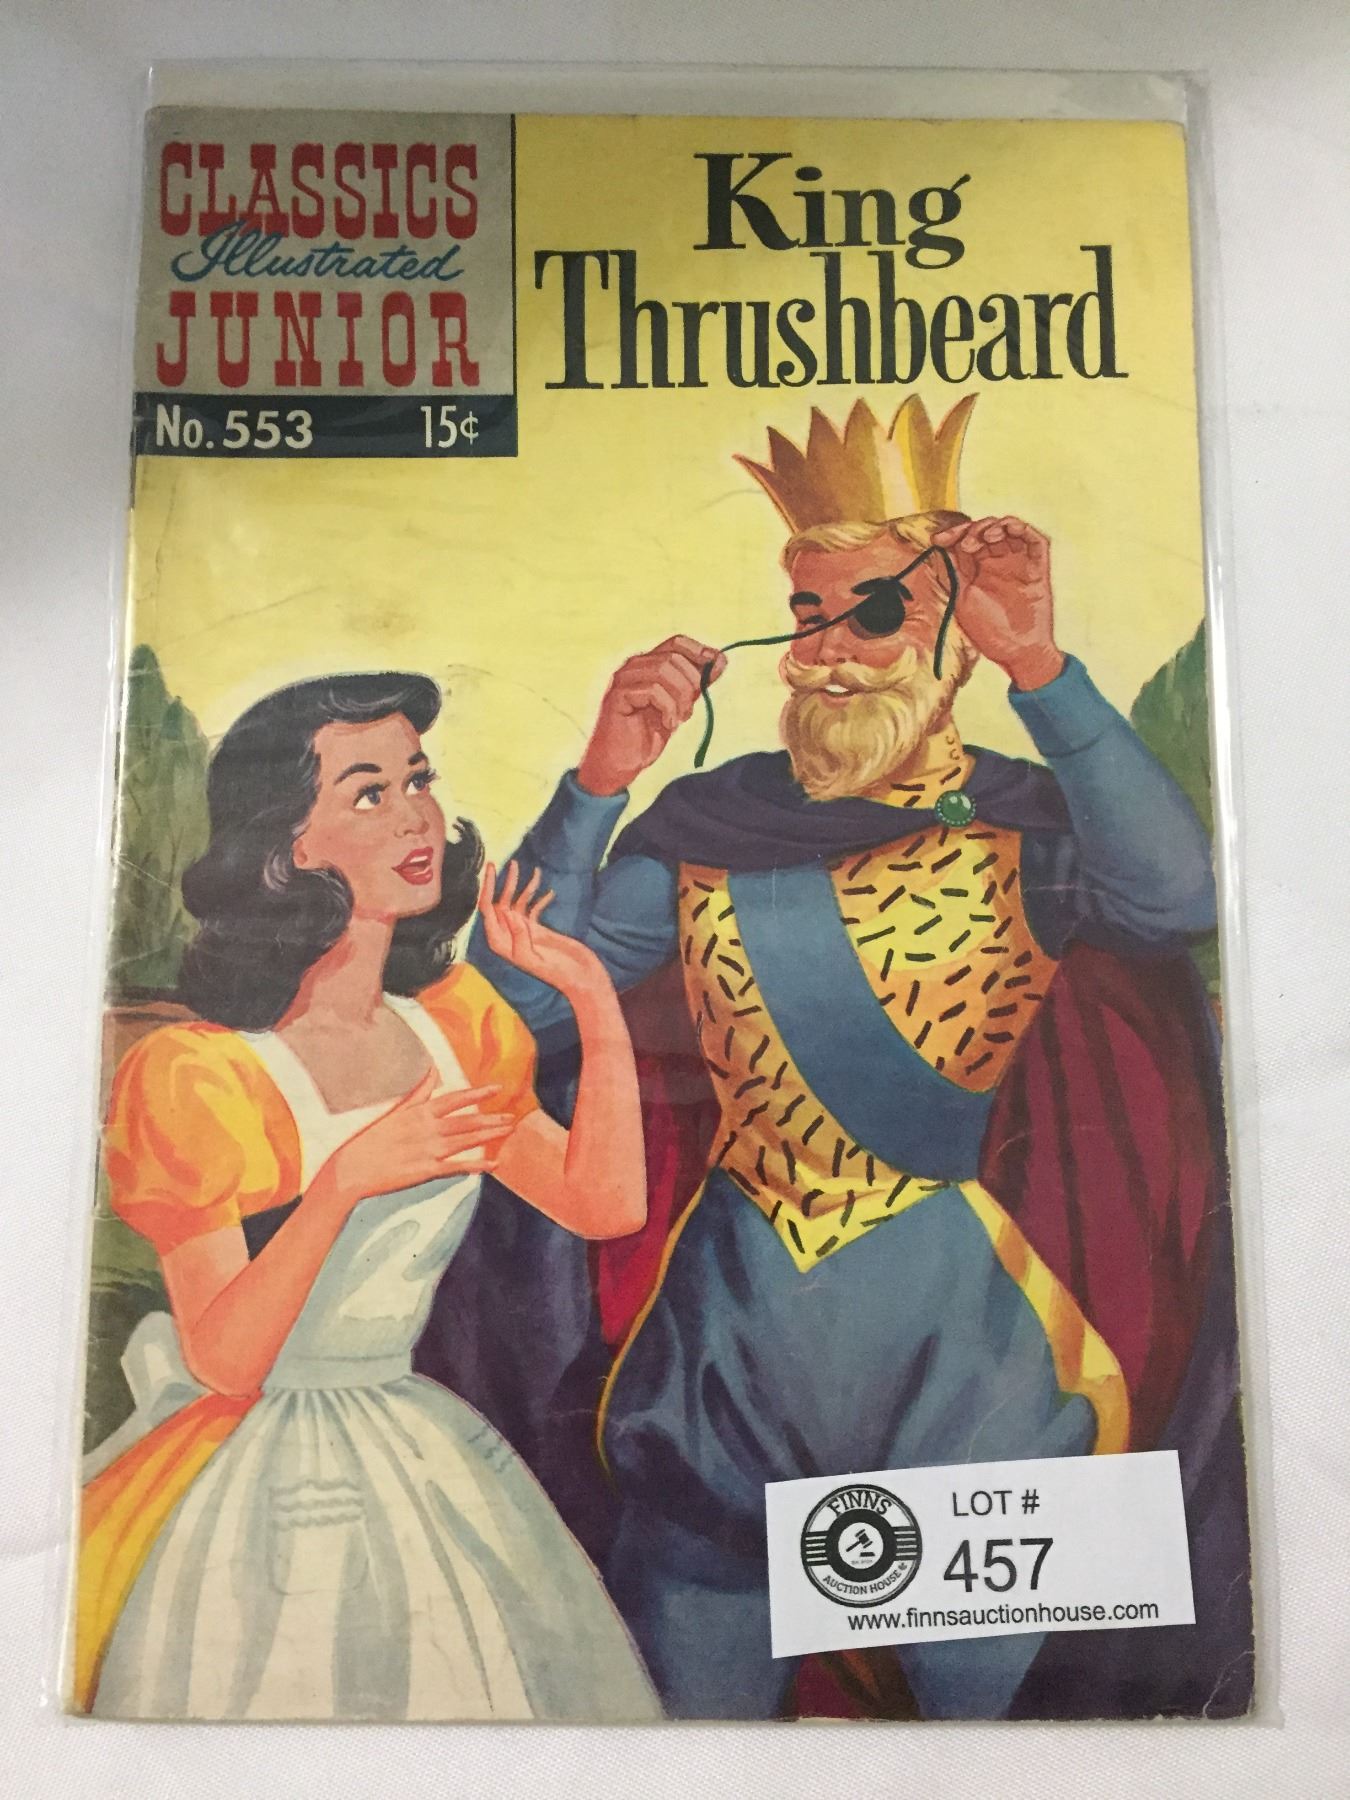 CLASSICS
Illustrated
JUNIOR
No. 553 15¢
King
Thrushbeard
FINNS
AUCTION HOUSE
LOT #
457
www.finnsauctionhouse.com